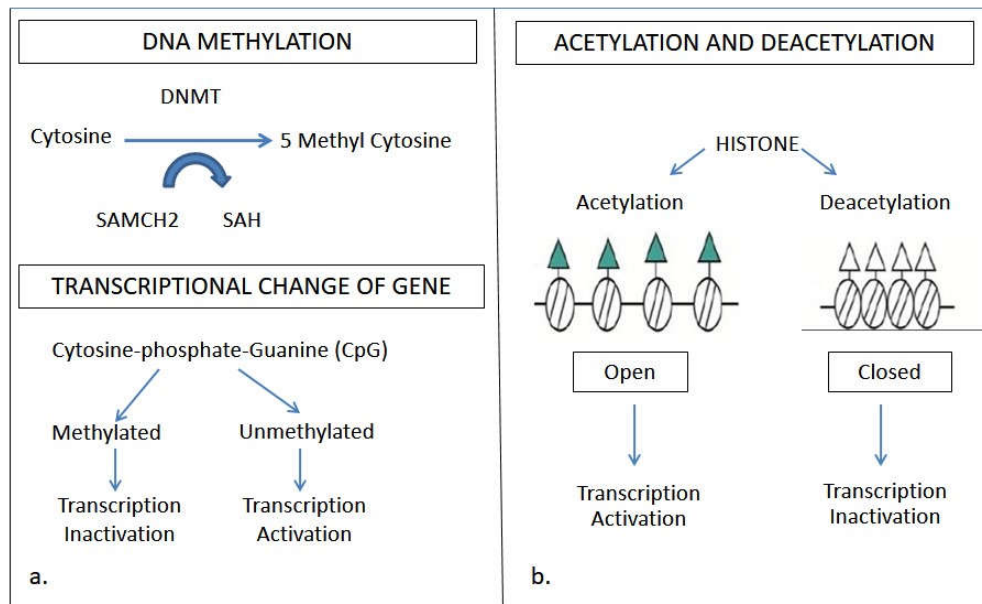 DNA METHYLATION
DNMT
Cytosine
5 Methyl Cytosine
SAMCH2
SAH
TRANSCRIPTIONAL CHANGE OF GENE
Cytosine-phosphate-Guanine (CpG)
Methylated
Unmethylated
Transcription
Inactivation
Transcription
Activation
a.
ACETYLATION AND DEACETYLATION
HISTONE
Acetylation
Deacetylation
Open
Closed
Transcription
Activation
Transcription
Inactivation
b.